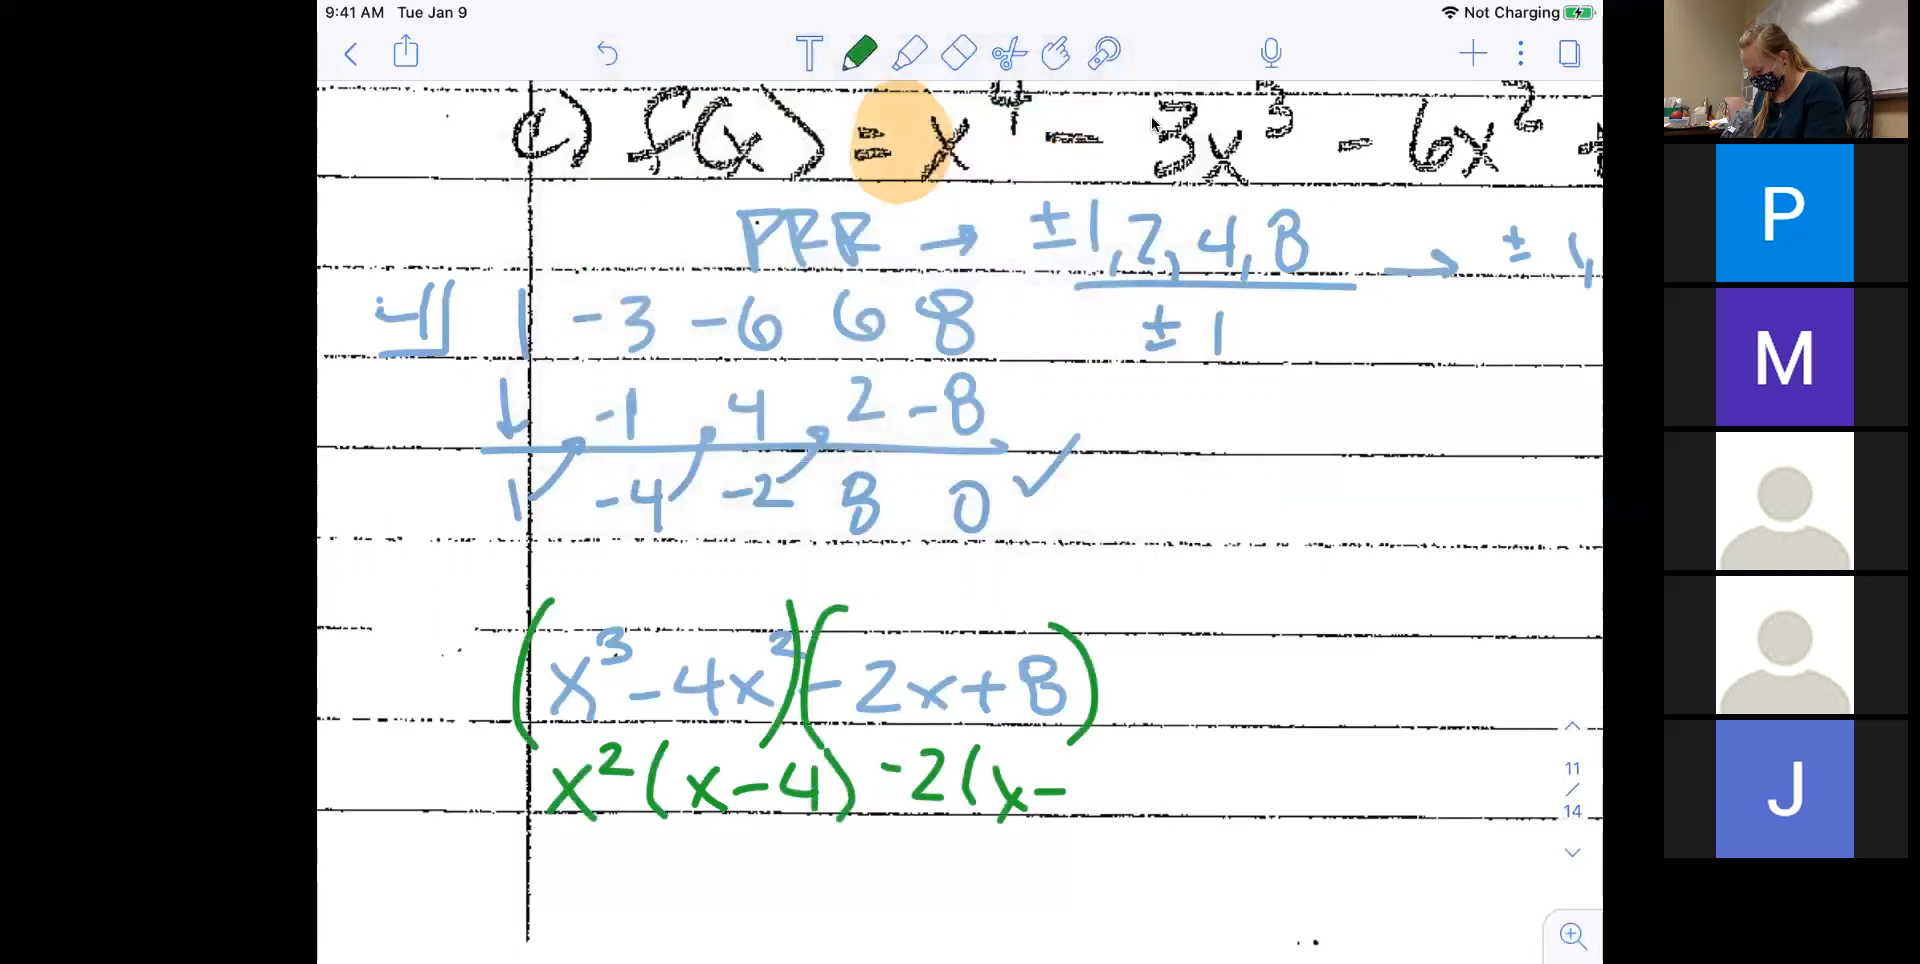 9:41 AM Tue Jan 9
Not Charging
T
c) f(x) = x⁴ - 3x³ - 6x² +
PRR → ±1, 2, 4, 8 → ± 1,
± 1
-1 | 1 -3 -6 6 8
↓ -1 4 2 -8
1 -4 -2 8 0 ✓
(x³ - 4x²)(- 2x + 8)
x²(x - 4) - 2(x -
11
/
14
P
M
J